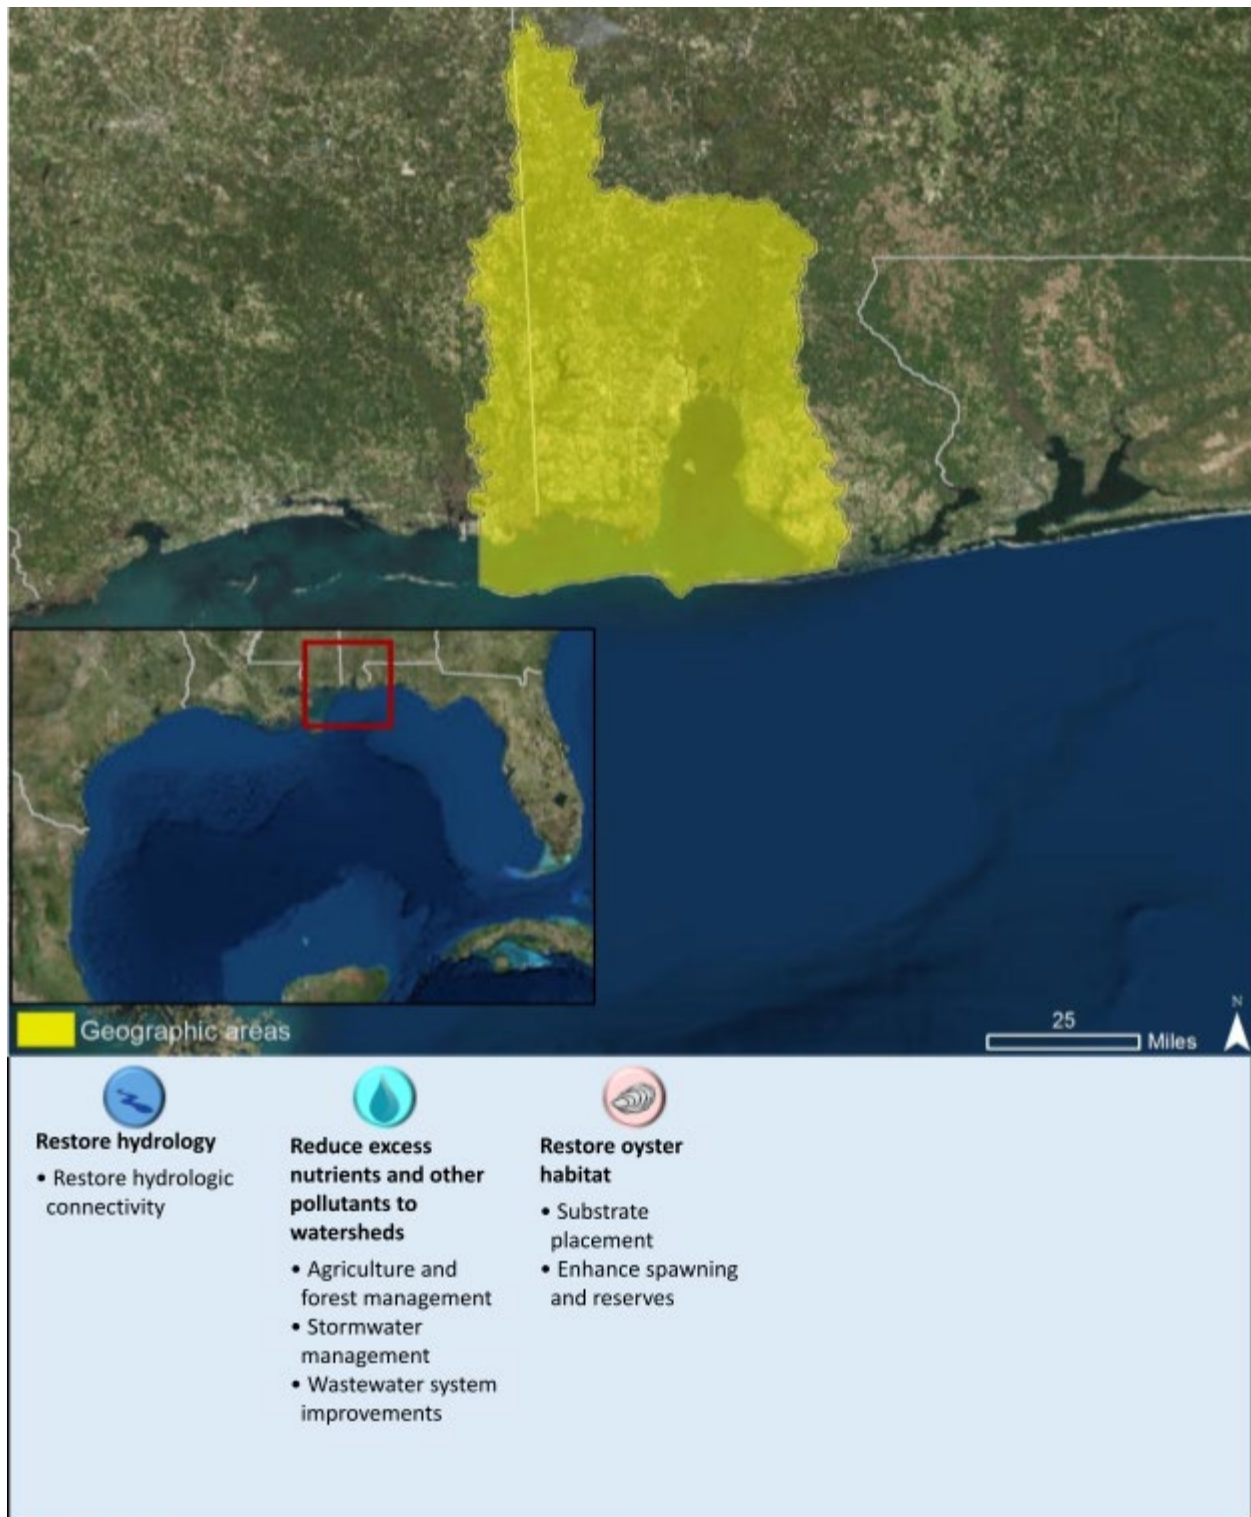 Geographic areas
25
Miles
N
Restore hydrology
• Restore hydrologic
connectivity
Reduce excess
nutrients and other
pollutants to
watersheds
• Agriculture and
forest management
• Stormwater
management
• Wastewater system
improvements
Restore oyster
habitat
• Substrate
placement
• Enhance spawning
and reserves